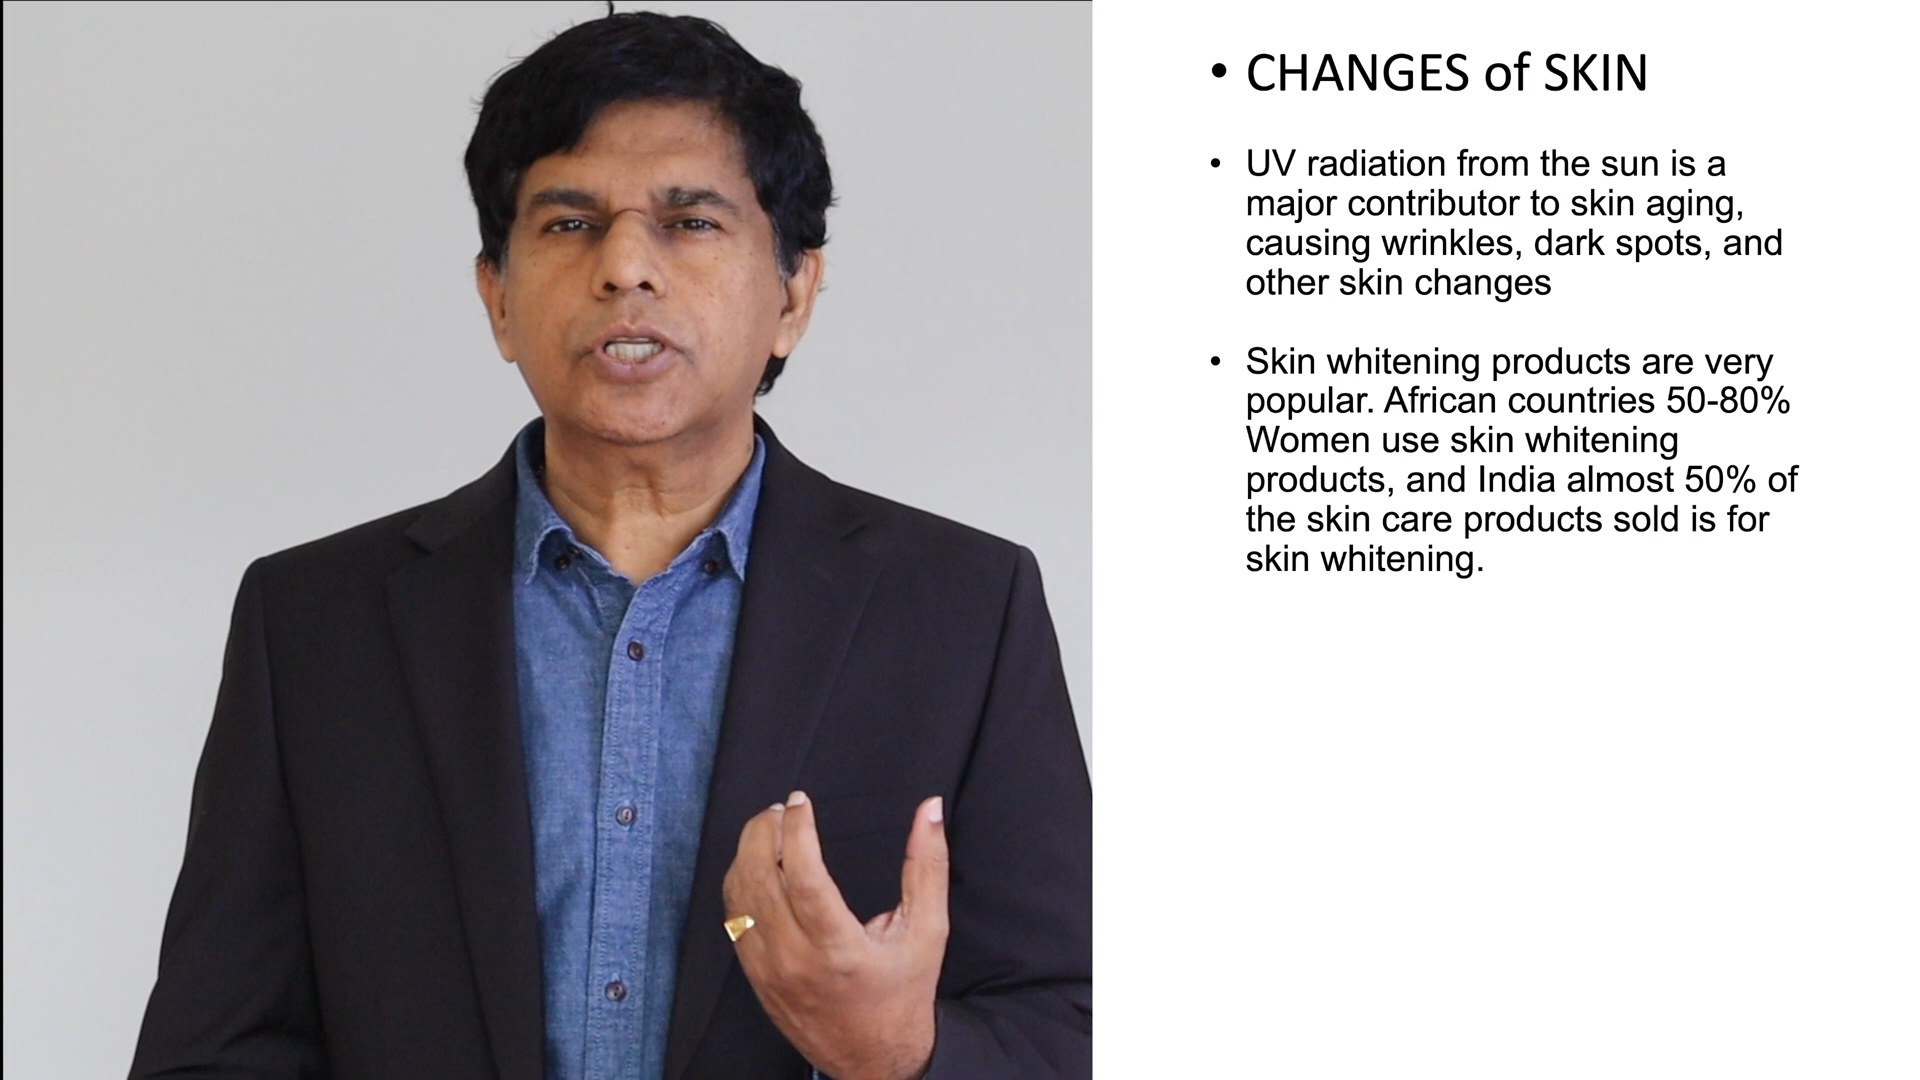 • CHANGES of SKIN
• UV radiation from the sun is a
major contributor to skin aging,
causing wrinkles, dark spots, and
other skin changes
• Skin whitening products are very
popular. African countries 50-80%
Women use skin whitening
products, and India almost 50% of
the skin care products sold is for
skin whitening.